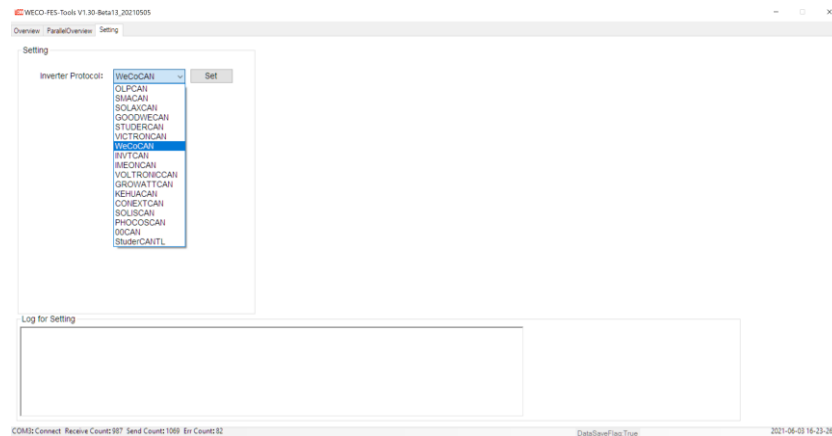 WECO-FES-Tools V1.30-Beta13_20210505
Overview ParallelOverview Setting
Setting
Inverter Protocol: WeCoCAN Set
OLPCAN
SMACAN
SOLAXCAN
GOODWECAN
STUDERCAN
VICTRONCAN
WeCoCAN
INVTCAN
IMEONCAN
VOLTRONICCAN
GROWATTCAN
KEHUACAN
CONEXTCAN
SOLISCAN
PHOCOSCAN
00CAN
StuderCANTL
Log for Setting
COM3: Connect Receive Count: 987 Send Count: 1069 Err Count: 82 DataSaveFlag:True 2021-06-03 16-23-26